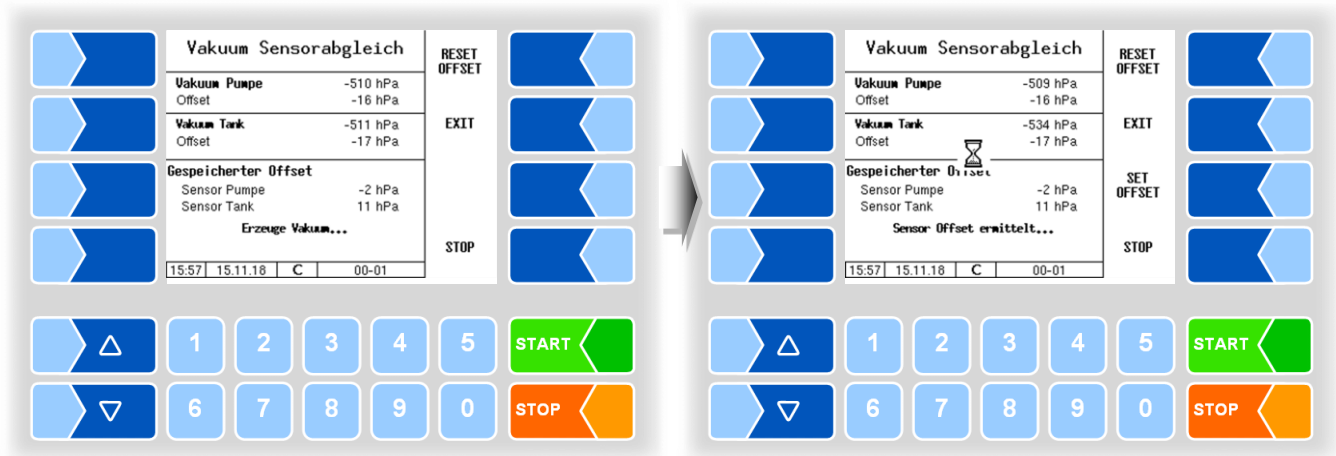 Vakuum Sensorabgleich
RESET
OFFSET
Vakuum Pumpe -510 hPa
Offset -16 hPa
Vakuum Tank -511 hPa
EXIT
Offset -17 hPa
Gespeicherter Offset
Sensor Pumpe -2 hPa
Sensor Tank 11 hPa
Erzeuge Vakuum...
STOP
15:57 15.11.18 C 00-01
1 2 3 4 5 START
6 7 8 9 0 STOP
Vakuum Sensorabgleich
RESET
OFFSET
Vakuum Pumpe -509 hPa
Offset -16 hPa
Vakuum Tank -534 hPa
EXIT
Offset -17 hPa
Gespeicherter Offset
SET
OFFSET
Sensor Pumpe -2 hPa
Sensor Tank 11 hPa
Sensor Offset ermittelt...
STOP
15:57 15.11.18 C 00-01
1 2 3 4 5 START
6 7 8 9 0 STOP